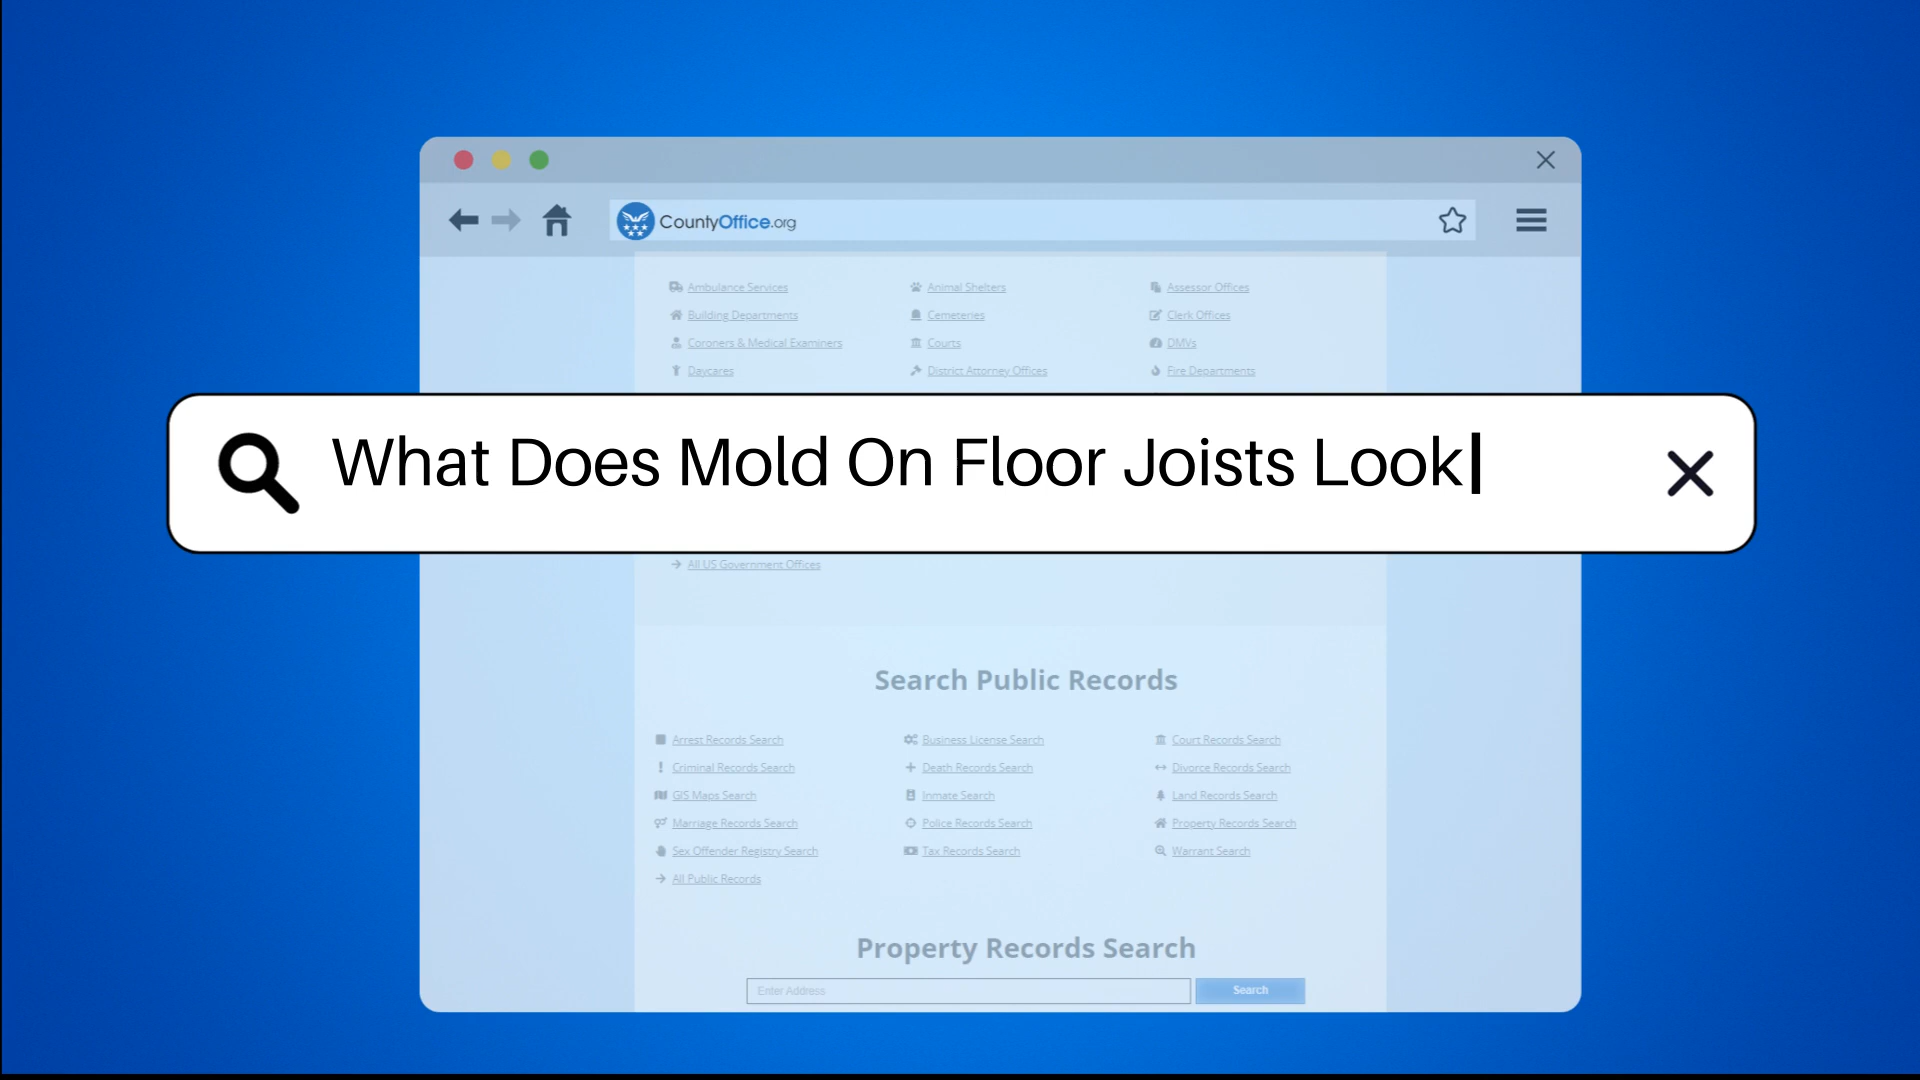 CountyOffice.org
Ambulance Services Animal Shelters Assessor Offices
Building Departments Cemeteries Clerk Offices
Coroners & Medical Examiners Courts DMVs
Daycares District Attorney Offices Fire Departments
What Does Mold On Floor Joists Look
All US Government Offices
Search Public Records
Arrest Records Search Business License Search Court Records Search
Criminal Records Search Death Records Search Divorce Records Search
GIS Maps Search Inmate Search Land Records Search
Marriage Records Search Police Records Search Property Records Search
Sex Offender Registry Search Tax Records Search Warrant Search
All Public Records
Property Records Search
Enter Address Search